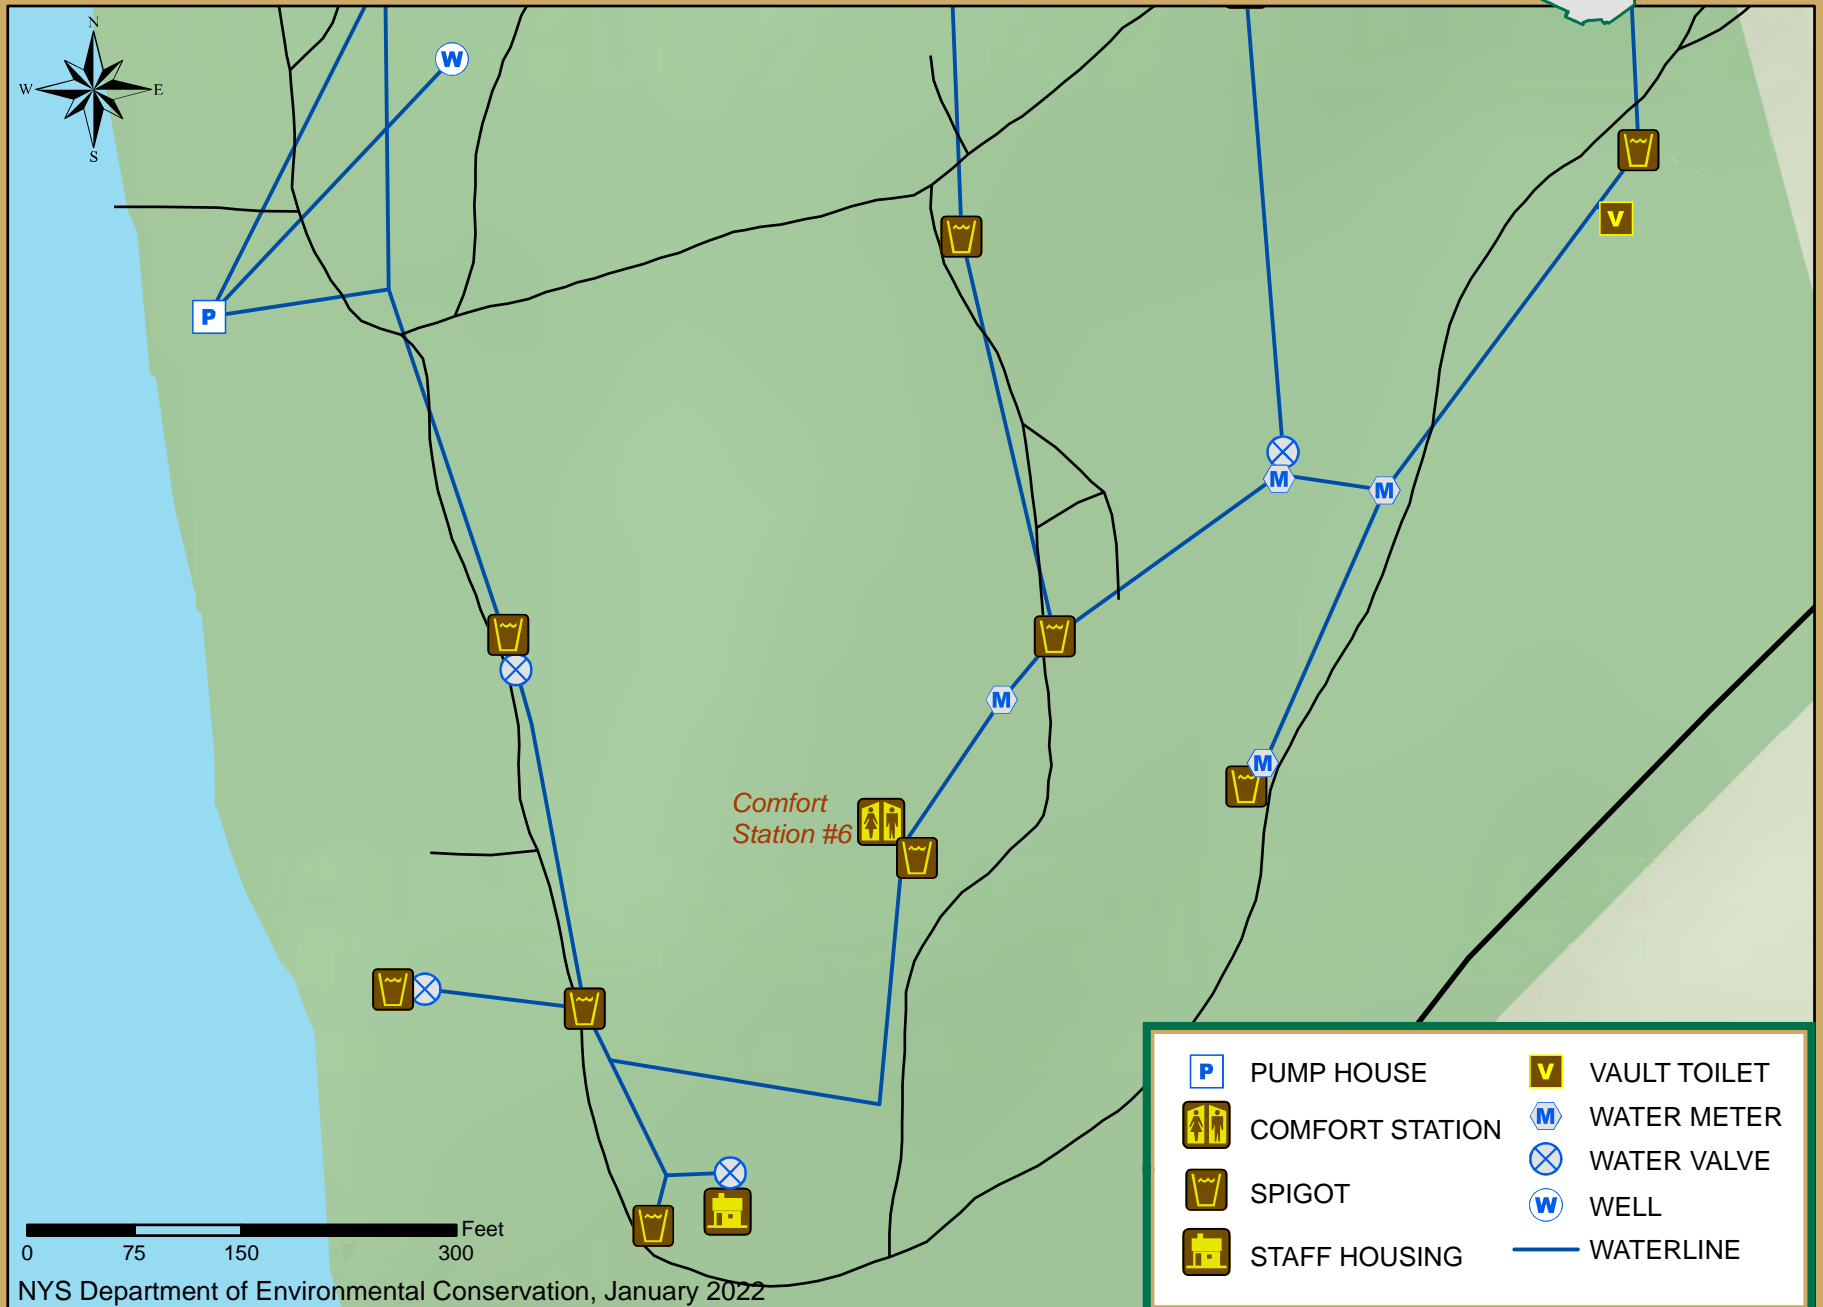 N
W
W E
S
V
P
M M
M
M
Comfort
Station #6
P PUMP HOUSE
V VAULT TOILET
M WATER METER
COMFORT STATION
WATER VALVE
SPIGOT
W WELL
Feet
WATERLINE
STAFF HOUSING
0 75 150 300
NYS Department of Environmental Conservation, January 2022